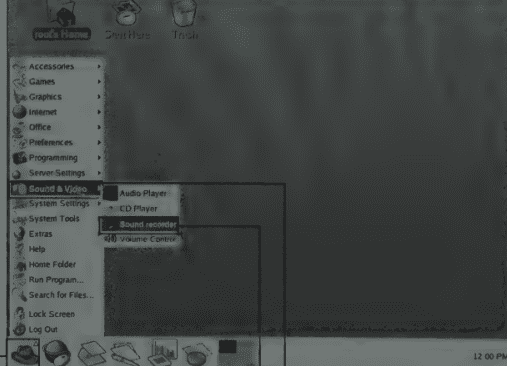 root's Home Start Here Trash
Accessories
Games
Graphics
Internet
Office
Preferences
Programming
Server Settings
Sound & Video
System Settings
System Tools
Extras
Help
Home Folder
Run Program...
Search for Files...
Lock Screen
Log Out
Audio Player
CD Player
Sound recorder
Volume Control
12:00 PM